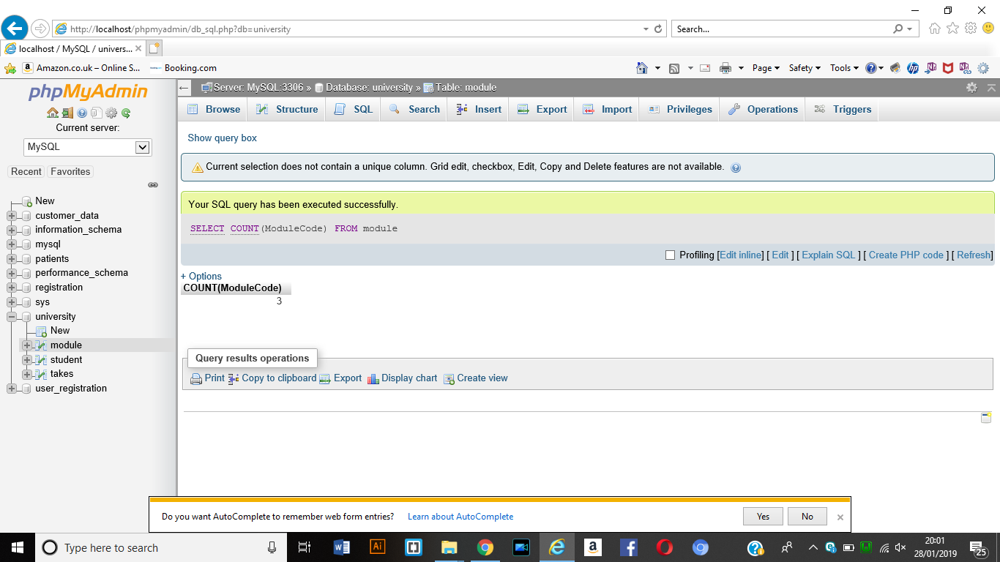 http://localhost/phpmyadmin/db_sql.php?db=university
Search...
localhost / MySQL / univers...
Amazon.co.uk – Online S...
Booking.com
Page
Safety
Tools
phpMyAdmin
Current server:
MySQL
Recent
Favorites
New
customer_data
information_schema
mysql
patients
performance_schema
registration
sys
university
New
module
student
takes
user_registration
Server: MySQL:3306 » Database: university » Table: module
Browse
Structure
SQL
Search
Insert
Export
Import
Privileges
Operations
Triggers
Show query box
Current selection does not contain a unique column. Grid edit, checkbox, Edit, Copy and Delete features are not available.
Your SQL query has been executed successfully.
SELECT COUNT(ModuleCode) FROM module
Profiling [Edit inline] [ Edit ] [ Explain SQL ] [ Create PHP code ] [ Refresh]
+ Options
COUNT(ModuleCode)
3
Query results operations
Print
Copy to clipboard
Export
Display chart
Create view
Do you want AutoComplete to remember web form entries?
Learn about AutoComplete
Yes
No
Type here to search
20:01
28/01/2019
25